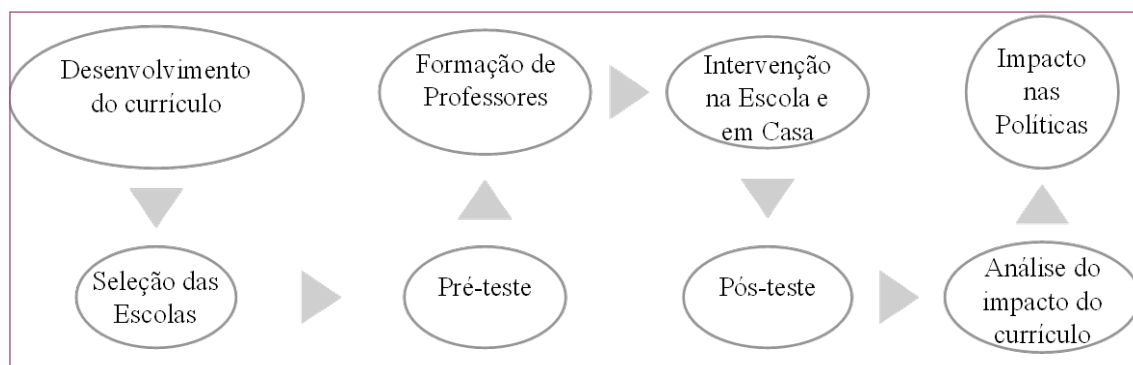 Desenvolvimento
do currículo
Seleção das
Escolas
Pré-teste
Formação de
Professores
Intervenção
na Escola e
em Casa
Pós-teste
Análise do
impacto do
currículo
Impacto
nas
Políticas